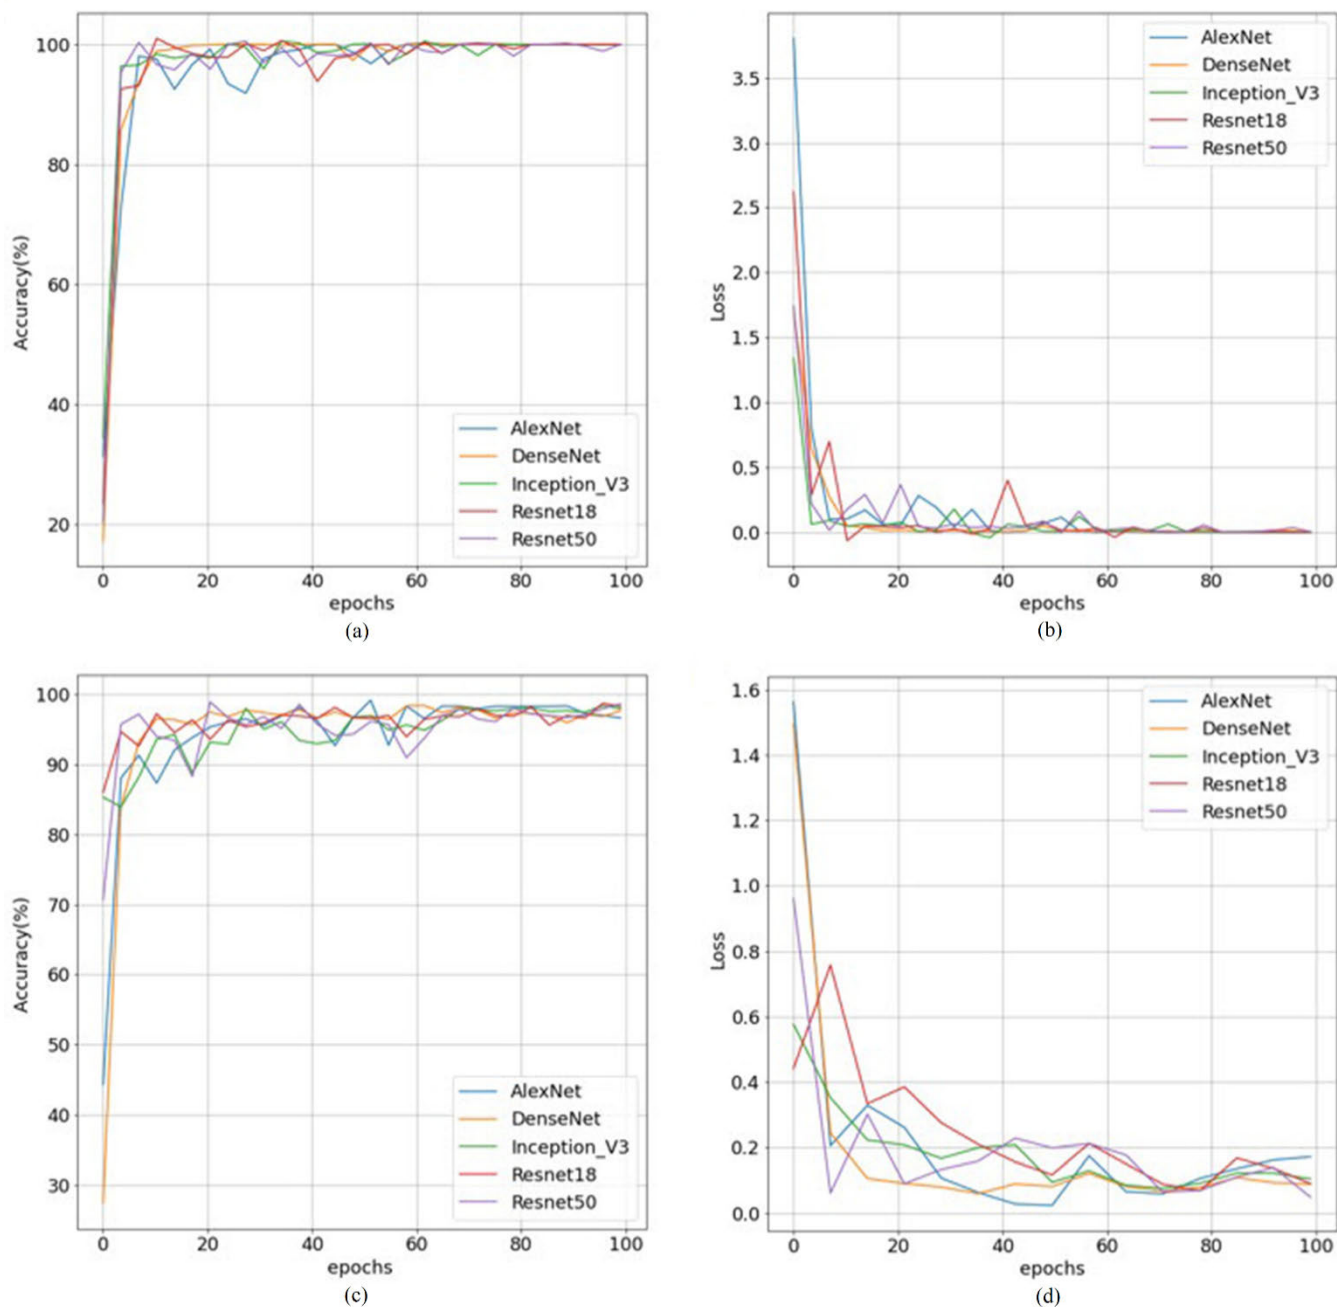 100
80
60
40
20
Accuracy(%)
AlexNet
DenseNet
Inception_V3
Resnet18
Resnet50
0 20 40 60 80 100
epochs
(a)
3.5
3.0
2.5
2.0
1.5
1.0
0.5
0.0
Loss
AlexNet
DenseNet
Inception_V3
Resnet18
Resnet50
0 20 40 60 80 100
epochs
(b)
100
90
80
70
60
50
40
30
Accuracy(%)
AlexNet
DenseNet
Inception_V3
Resnet18
Resnet50
0 20 40 60 80 100
epochs
(c)
1.6
1.4
1.2
1.0
0.8
0.6
0.4
0.2
0.0
Loss
AlexNet
DenseNet
Inception_V3
Resnet18
Resnet50
0 20 40 60 80 100
epochs
(d)